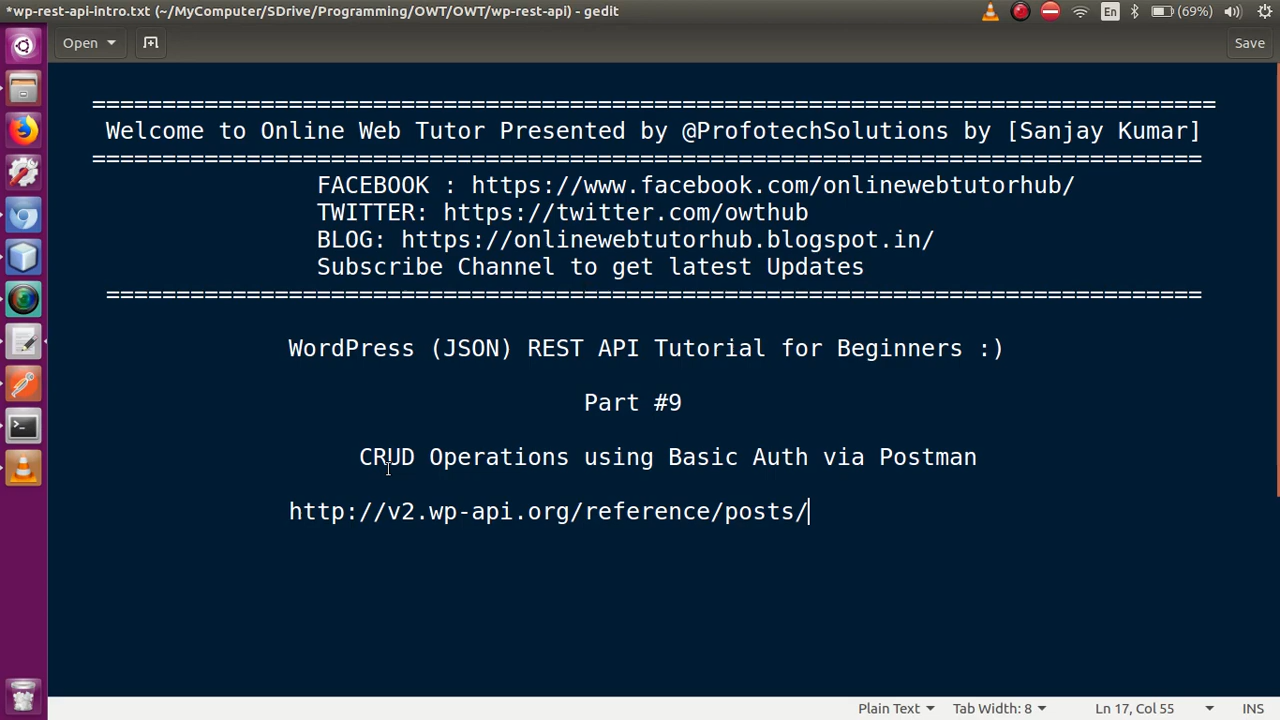 *wp-rest-api-intro.txt (~/MyComputer/SDrive/Programming/OWT/OWT/wp-rest-api) - gedit
En
(69%)
Open
Save
================================================================================
Welcome to Online Web Tutor Presented by @ProfotechSolutions by [Sanjay Kumar]
===============================================================================
FACEBOOK : https://www.facebook.com/onlinewebtutorhub/
TWITTER: https://twitter.com/owthub
BLOG: https://onlinewebtutorhub.blogspot.in/
Subscribe Channel to get latest Updates
==============================================================================
WordPress (JSON) REST API Tutorial for Beginners :)
Part #9
CRUD Operations using Basic Auth via Postman
http://v2.wp-api.org/reference/posts/
Plain Text
Tab Width: 8
Ln 17, Col 55
INS